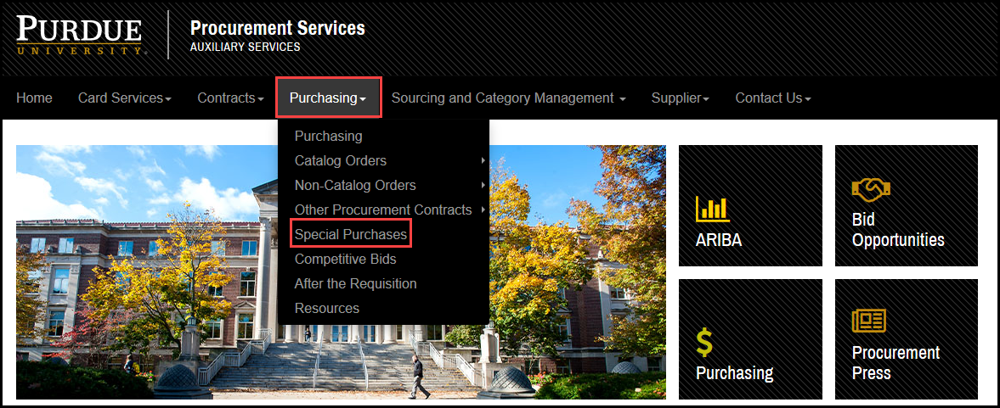 PURDUE
UNIVERSITY®
Procurement Services
AUXILIARY SERVICES
Home
Card Services
Contracts
Purchasing
Sourcing and Category Management
Supplier
Contact Us
Purchasing
Catalog Orders
Non-Catalog Orders
Other Procurement Contracts
Special Purchases
Competitive Bids
After the Requisition
Resources
ARIBA
Bid
Opportunities
$
Purchasing
Procurement
Press